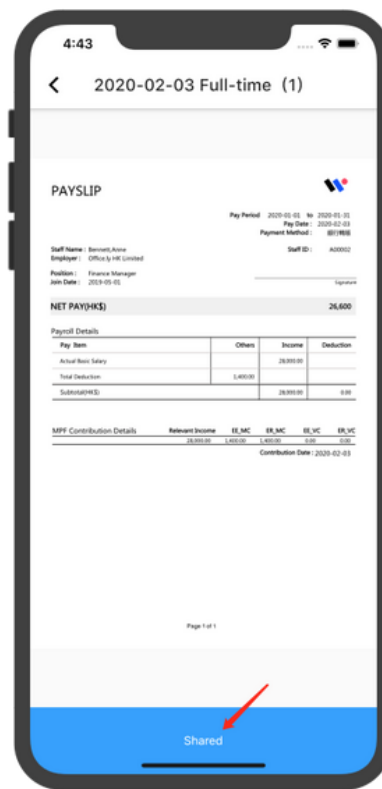 4:43
2020-02-03 Full-time (1)
PAYSLIP
Pay Period 2020-01-01 to 2020-01-31
Pay Date : 2020-02-03
Payment Method : 銀行轉賬
Staff Name : Bennett,Anne Staff ID : A00002
Employer : Office.ly HK Limited
Position : Finance Manager
Join Date : 2019-05-01 Signature
NET PAY(HK$) 26,600
Payroll Details
Pay Item Others Income Deduction
Actual Basic Salary 28,000.00
Total Deduction 1,400.00
Subtotal(HK$) 28,000.00 0.00
MPF Contribution Details Relevant Income EE_MC ER_MC EE_VC ER_VC
28,000.00 1,400.00 1,400.00 0.00 0.00
Contribution Date : 2020-02-03
Page 1 of 1
Shared